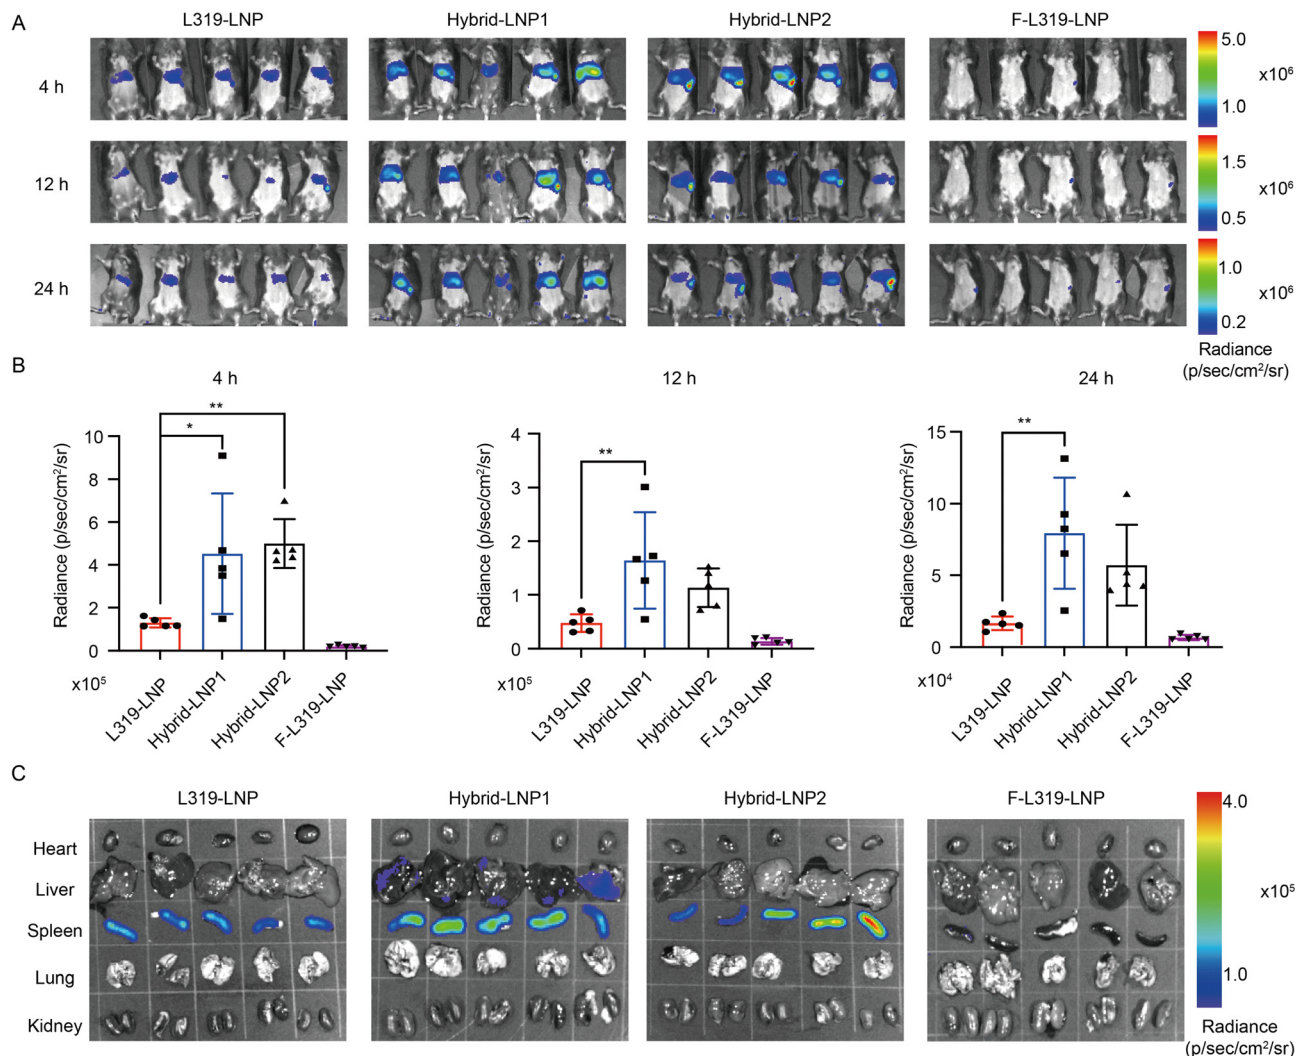 A
L319-LNP Hybrid-LNP1 Hybrid-LNP2 F-L319-LNP
4 h
5.0
x10⁶
1.0
12 h
1.5
x10⁶
0.5
24 h
1.0
x10⁶
0.2
Radiance
(p/sec/cm²/sr)
B
4 h
Radiance (p/sec/cm²/sr)
10
8
6
4
2
0
x10⁵
*
**
L319-LNP
Hybrid-LNP1
Hybrid-LNP2
F-L319-LNP
12 h
Radiance (p/sec/cm²/sr)
4
3
2
1
0
x10⁵
**
L319-LNP
Hybrid-LNP1
Hybrid-LNP2
F-L319-LNP
24 h
Radiance (p/sec/cm²/sr)
15
10
5
0
x10⁴
**
L319-LNP
Hybrid-LNP1
Hybrid-LNP2
F-L319-LNP
C
L319-LNP Hybrid-LNP1 Hybrid-LNP2 F-L319-LNP
Heart
Liver
Spleen
Lung
Kidney
4.0
x10⁵
1.0
Radiance
(p/sec/cm²/sr)